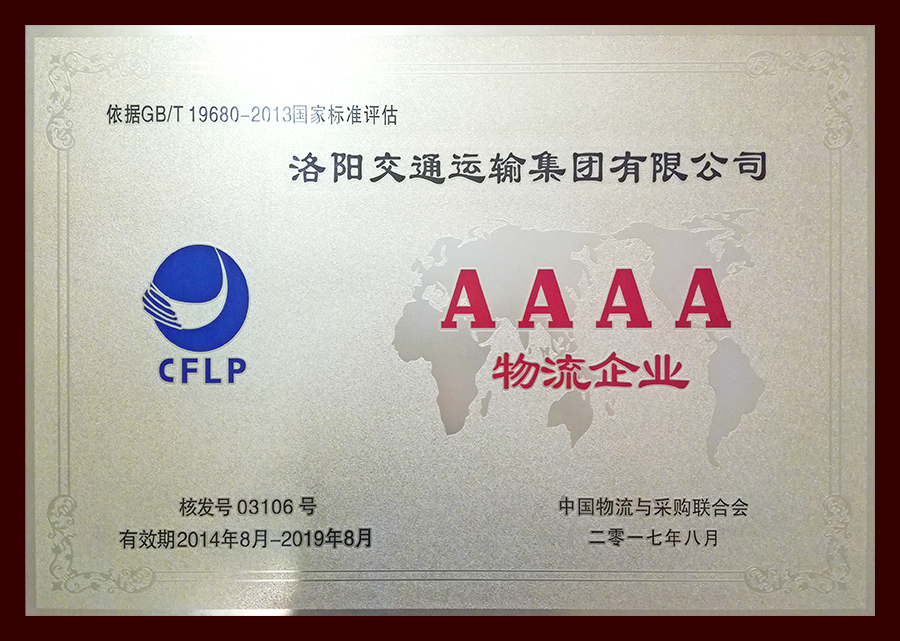 依据GB/T 19680-2013国家标准评估
洛阳交通运输集团有限公司
AAAA
物流企业
CFLP
核发号 03106 号
有效期2014年8月-2019年8月
中国物流与采购联合会
二零一七年八月